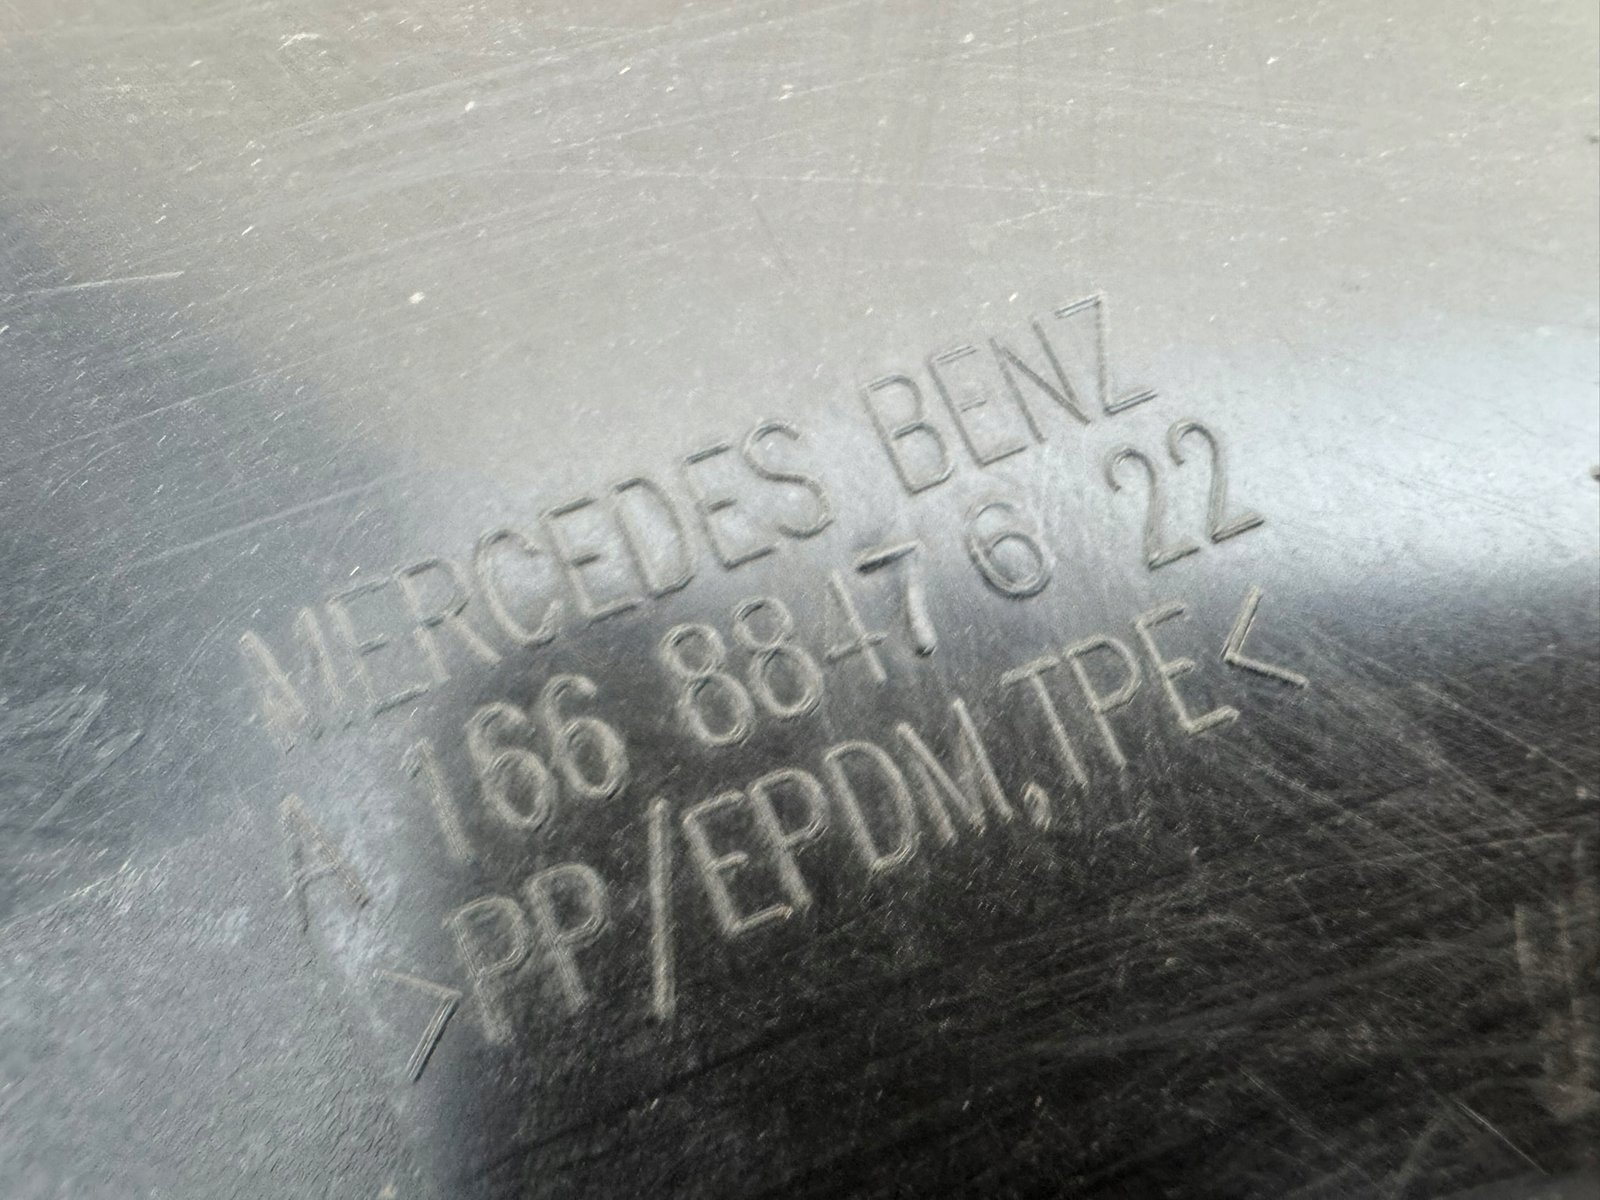 MERCEDES BENZ
A 166 8847 6 22
>PP/EPDM,TPE<